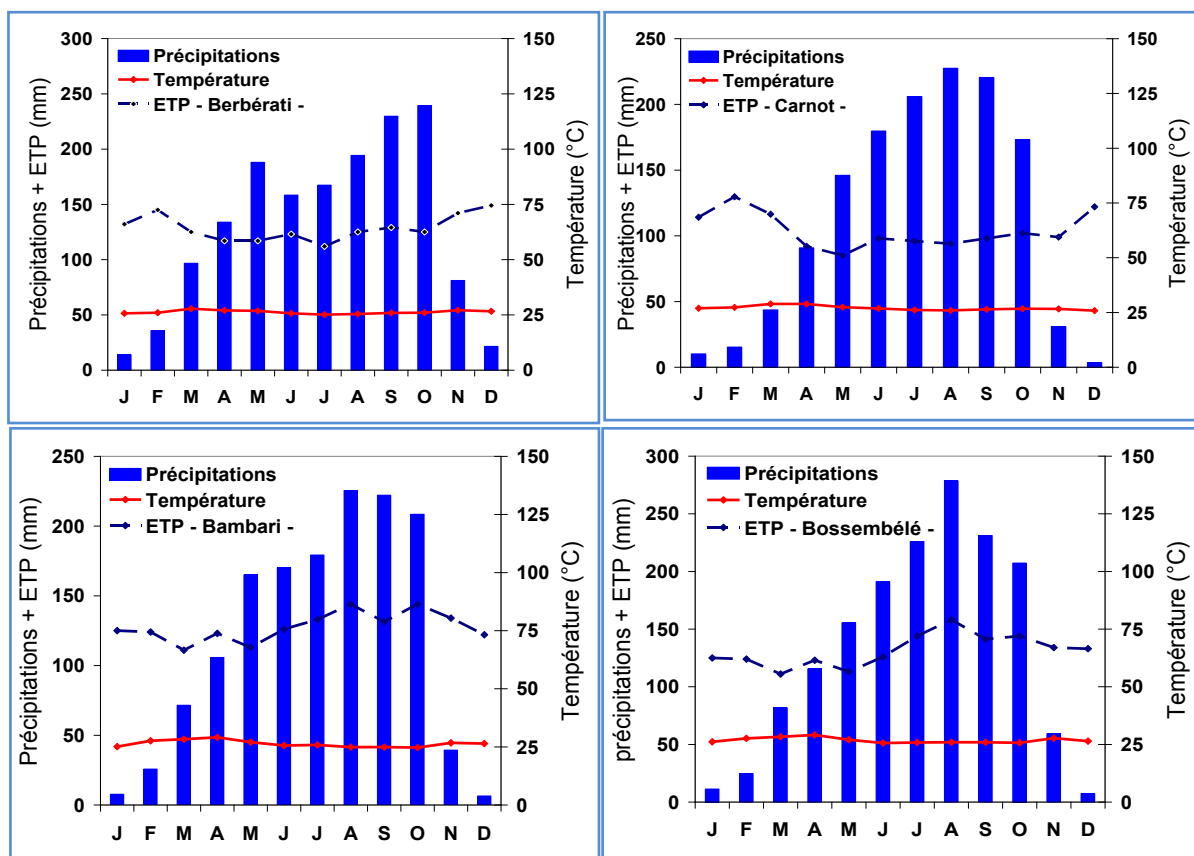 Précipitations + ETP (mm)
300
250
200
150
100
50
0
Précipitations
Température
ETP - Berbérati -
150
125
100
75
50
25
0
Température (°C)
J F M A M J J A S O N D
Précipitations + ETP (mm)
250
200
150
100
50
0
Précipitations
Température
ETP - Carnot -
150
125
100
75
50
25
0
Température (°C)
J F M A M J J A S O N D
Précipitations + ETP (mm)
250
200
150
100
50
0
Précipitations
Température
ETP - Bambari -
150
125
100
75
50
25
0
Température (°C)
J F M A M J J A S O N D
précipitations + ETP (mm)
300
250
200
150
100
50
0
Précipitations
Température
ETP - Bossembélé -
150
125
100
75
50
25
0
Température (°C)
J F M A M J J A S O N D